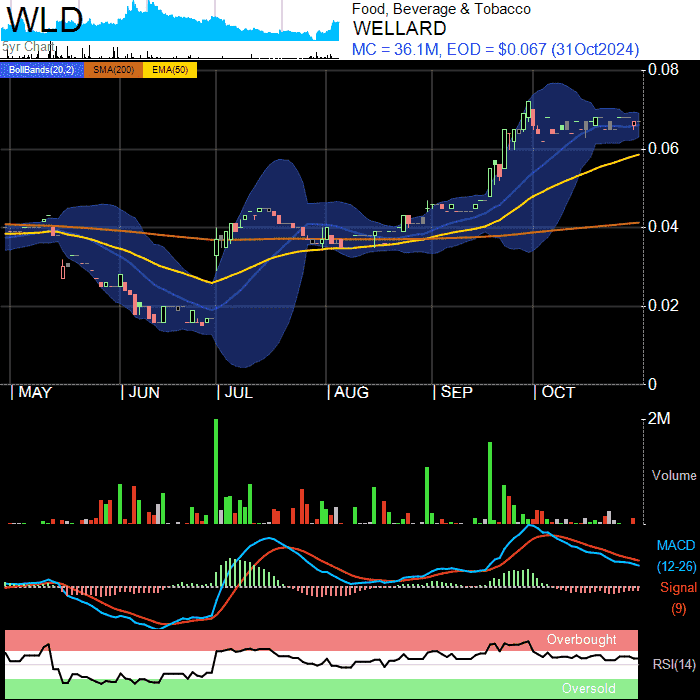 WLD
5yr Chart
Food, Beverage & Tobacco
WELLARD
MC = 36.1M, EOD = $0.067 (31Oct2024)
BollBands(20,2) SMA(200) EMA(50)
0.08
0.06
0.04
0.02
0
MAY JUN JUL AUG SEP OCT
2M
Volume
MACD
(12-26)
Signal
(9)
Overbought
RSI(14)
Oversold